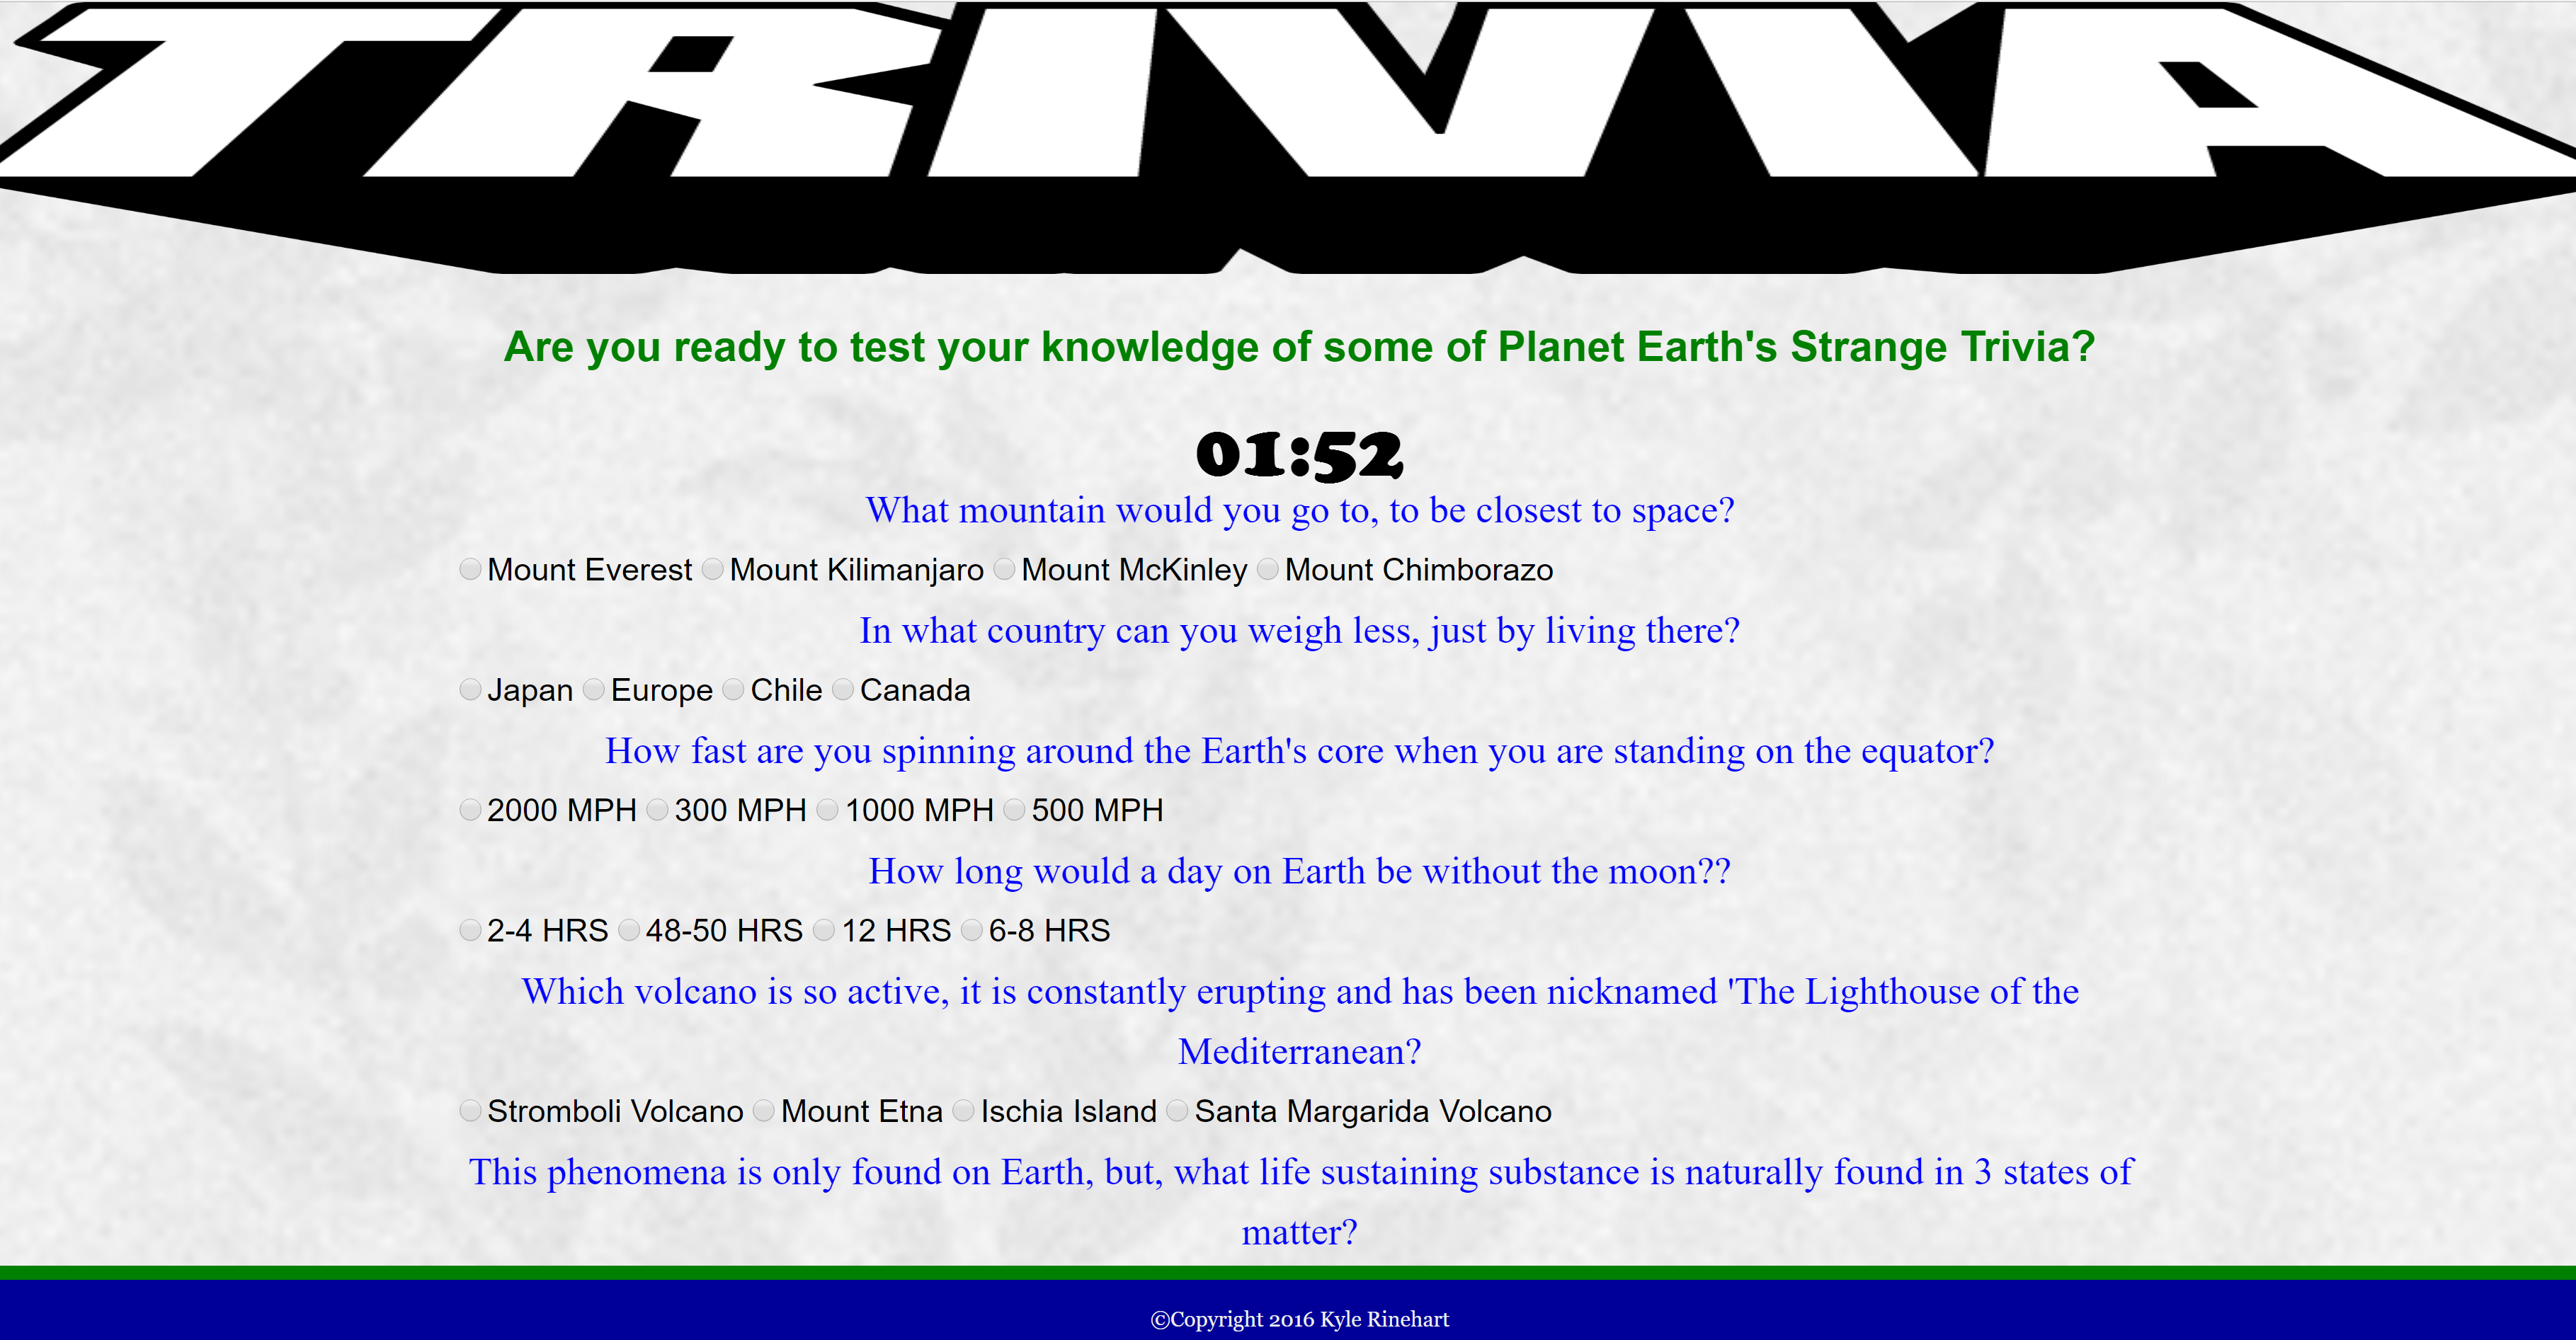 TRIVIA
Are you ready to test your knowledge of some of Planet Earth's Strange Trivia?
01:52
What mountain would you go to, to be closest to space?
Mount Everest Mount Kilimanjaro Mount McKinley Mount Chimborazo
In what country can you weigh less, just by living there?
Japan Europe Chile Canada
How fast are you spinning around the Earth's core when you are standing on the equator?
2000 MPH 300 MPH 1000 MPH 500 MPH
How long would a day on Earth be without the moon??
2-4 HRS 48-50 HRS 12 HRS 6-8 HRS
Which volcano is so active, it is constantly erupting and has been nicknamed 'The Lighthouse of the
Mediterranean?
Stromboli Volcano Mount Etna Ischia Island Santa Margarida Volcano
This phenomena is only found on Earth, but, what life sustaining substance is naturally found in 3 states of
matter?
©Copyright 2016 Kyle Rinehart